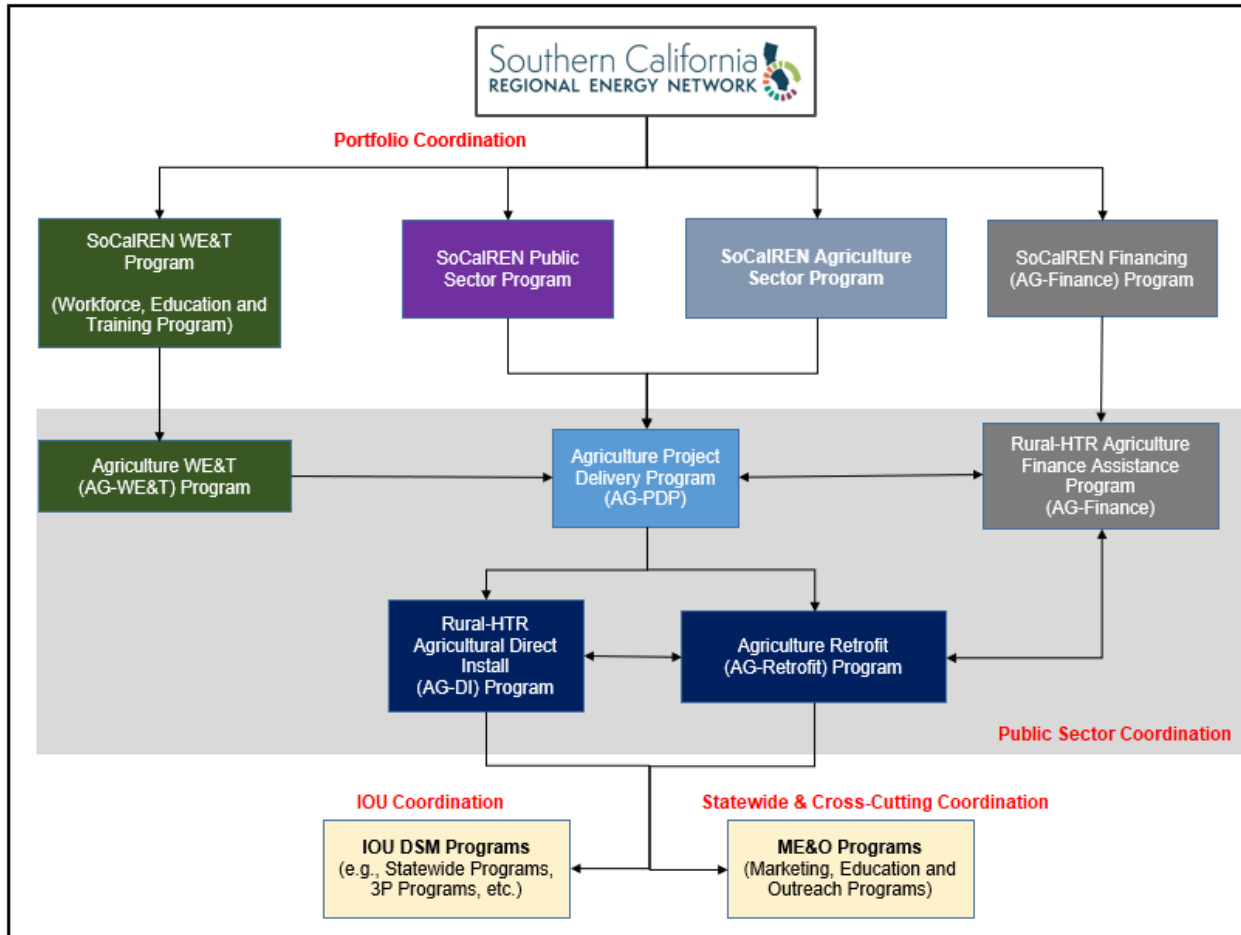 Southern California
REGIONAL ENERGY NETWORK
Portfolio Coordination
SoCalREN WE&T
Program
(Workforce, Education and
Training Program)
SoCalREN Public
Sector Program
SoCalREN Agriculture
Sector Program
SoCalREN Financing
(AG-Finance) Program
Agriculture WE&T
(AG-WE&T) Program
Agriculture Project
Delivery Program
(AG-PDP)
Rural-HTR Agriculture
Finance Assistance
Program
(AG-Finance)
Rural-HTR
Agricultural Direct
Install
(AG-DI) Program
Agriculture Retrofit
(AG-Retrofit) Program
Public Sector Coordination
IOU Coordination
Statewide & Cross-Cutting Coordination
IOU DSM Programs
(e.g., Statewide Programs,
3P Programs, etc.)
ME&O Programs
(Marketing, Education and
Outreach Programs)